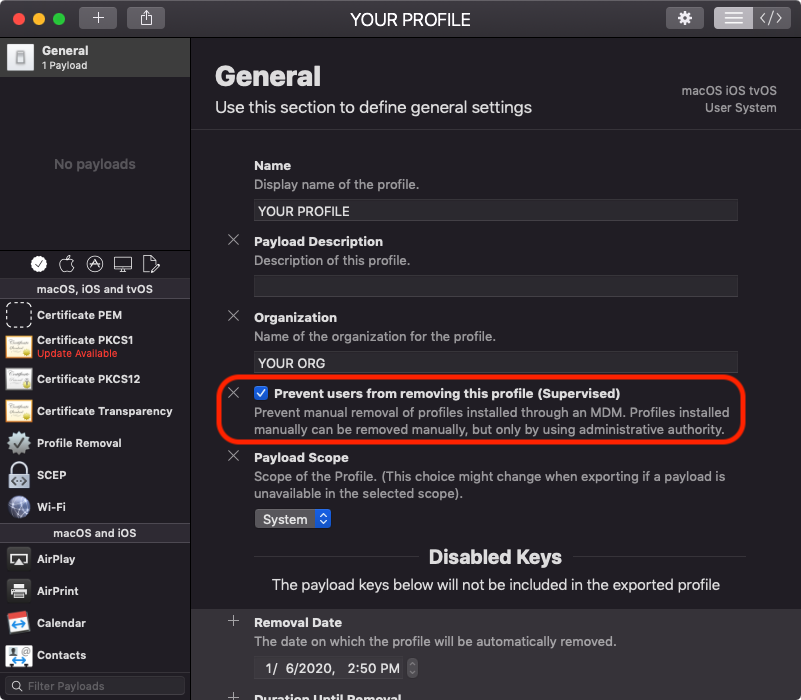 YOUR PROFILE
General
1 Payload
No payloads
macOS, iOS and tvOS
Certificate PEM
Certificate PKCS1
Update Available
Certificate PKCS12
Certificate Transparency
Profile Removal
SCEP
Wi-Fi
macOS and iOS
AirPlay
AirPrint
Calendar
Contacts
Filter Payloads
General
Use this section to define general settings
macOS iOS tvOS
User System
Name
Display name of the profile.
YOUR PROFILE
Payload Description
Description of this profile.
Organization
Name of the organization for the profile.
YOUR ORG
Prevent users from removing this profile (Supervised)
Prevent manual removal of profiles installed through an MDM. Profiles installed
manually can be removed manually, but only by using administrative authority.
Payload Scope
Scope of the Profile. (This choice might change when exporting if a payload is
unavailable in the selected scope).
System
Disabled Keys
The payload keys below will not be included in the exported profile
Removal Date
The date on which the profile will be automatically removed.
1/ 6/2020, 2:50 PM
Duration Until Removal